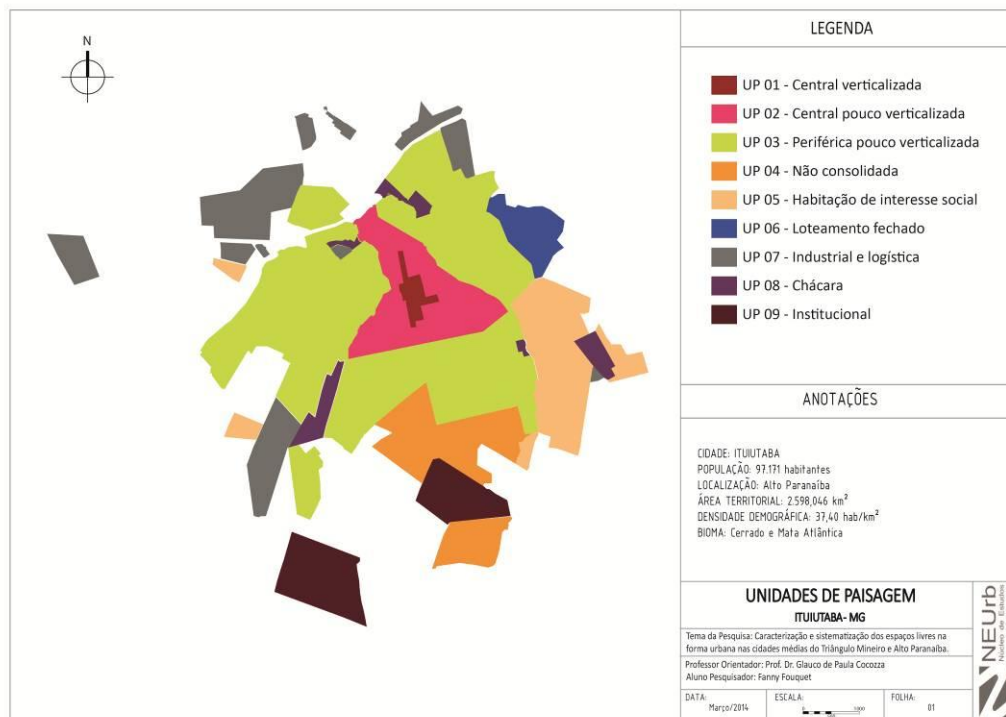 N
LEGENDA
UP 01 - Central verticalizada
UP 02 - Central pouco verticalizada
UP 03 - Periférica pouco verticalizada
UP 04 - Não consolidada
UP 05 - Habitação de interesse social
UP 06 - Loteamento fechado
UP 07 - Industrial e logística
UP 08 - Chácara
UP 09 - Institucional
ANOTAÇÕES
CIDADE: ITUIUTABA
POPULAÇÃO: 97.171 habitantes
LOCALIZAÇÃO: Alto Paranaíba
ÁREA TERRITORIAL: 2.598,046 km²
DENSIDADE DEMOGRÁFICA: 37,40 hab/km²
BIOMA: Cerrado e Mata Atlântica
UNIDADES DE PAISAGEM
ITUIUTABA- MG
Tema da Pesquisa: Caracterização e sistematização dos espaços livres na
forma urbana nas cidades médias do Triângulo Mineiro e Alto Paranaíba.
Professor Orientador: Prof. Dr. Glauco de Paula Cocozza
Aluno Pesquisador: Fanny Fouquet
DATA:
Março/2014
ESCALA:
0
FOLHA:
01
NEUrb
Núcleo de Estudos